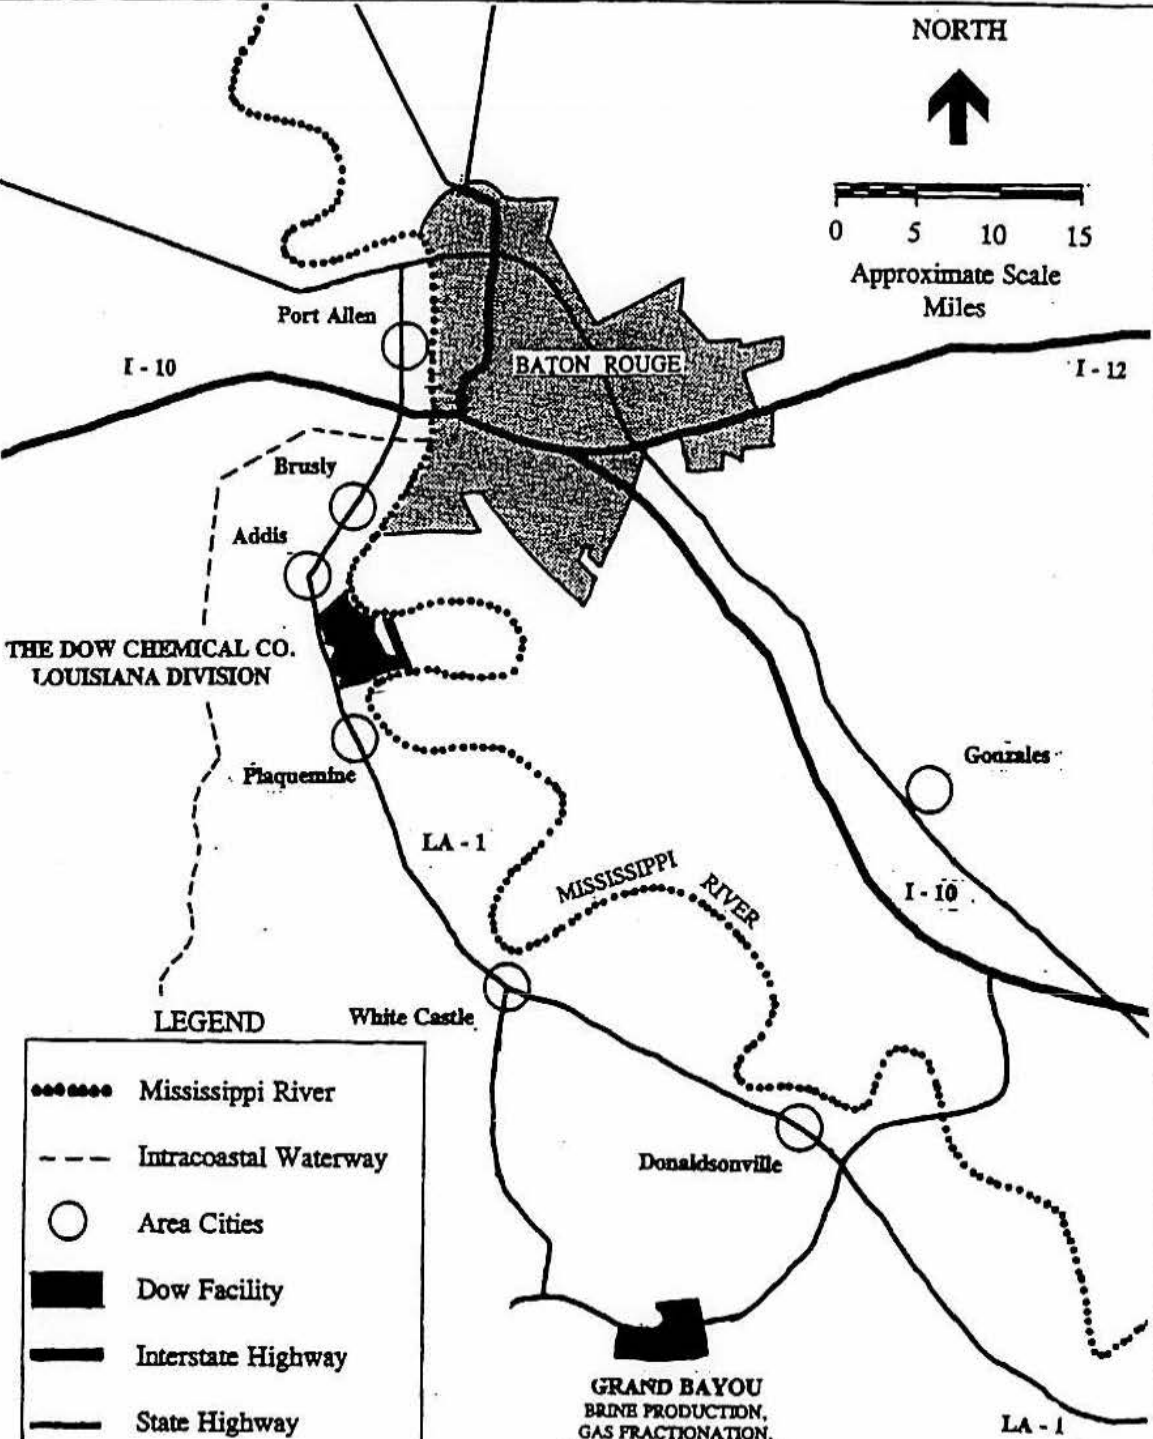 NORTH
0 5 10 15
Approximate Scale
Miles
Port Allen
I - 10
BATON ROUGE
I - 12
Brusly
Addis
THE DOW CHEMICAL CO.
LOUISIANA DIVISION
Plaquemine
Gonzales
LA - 1
MISSISSIPPI RIVER
I - 10
White Castle
LEGEND
Mississippi River
Intracoastal Waterway
Area Cities
Dow Facility
Interstate Highway
State Highway
Donaldsonville
GRAND BAYOU
BRINE PRODUCTION,
GAS FRACTIONATION,
LA - 1